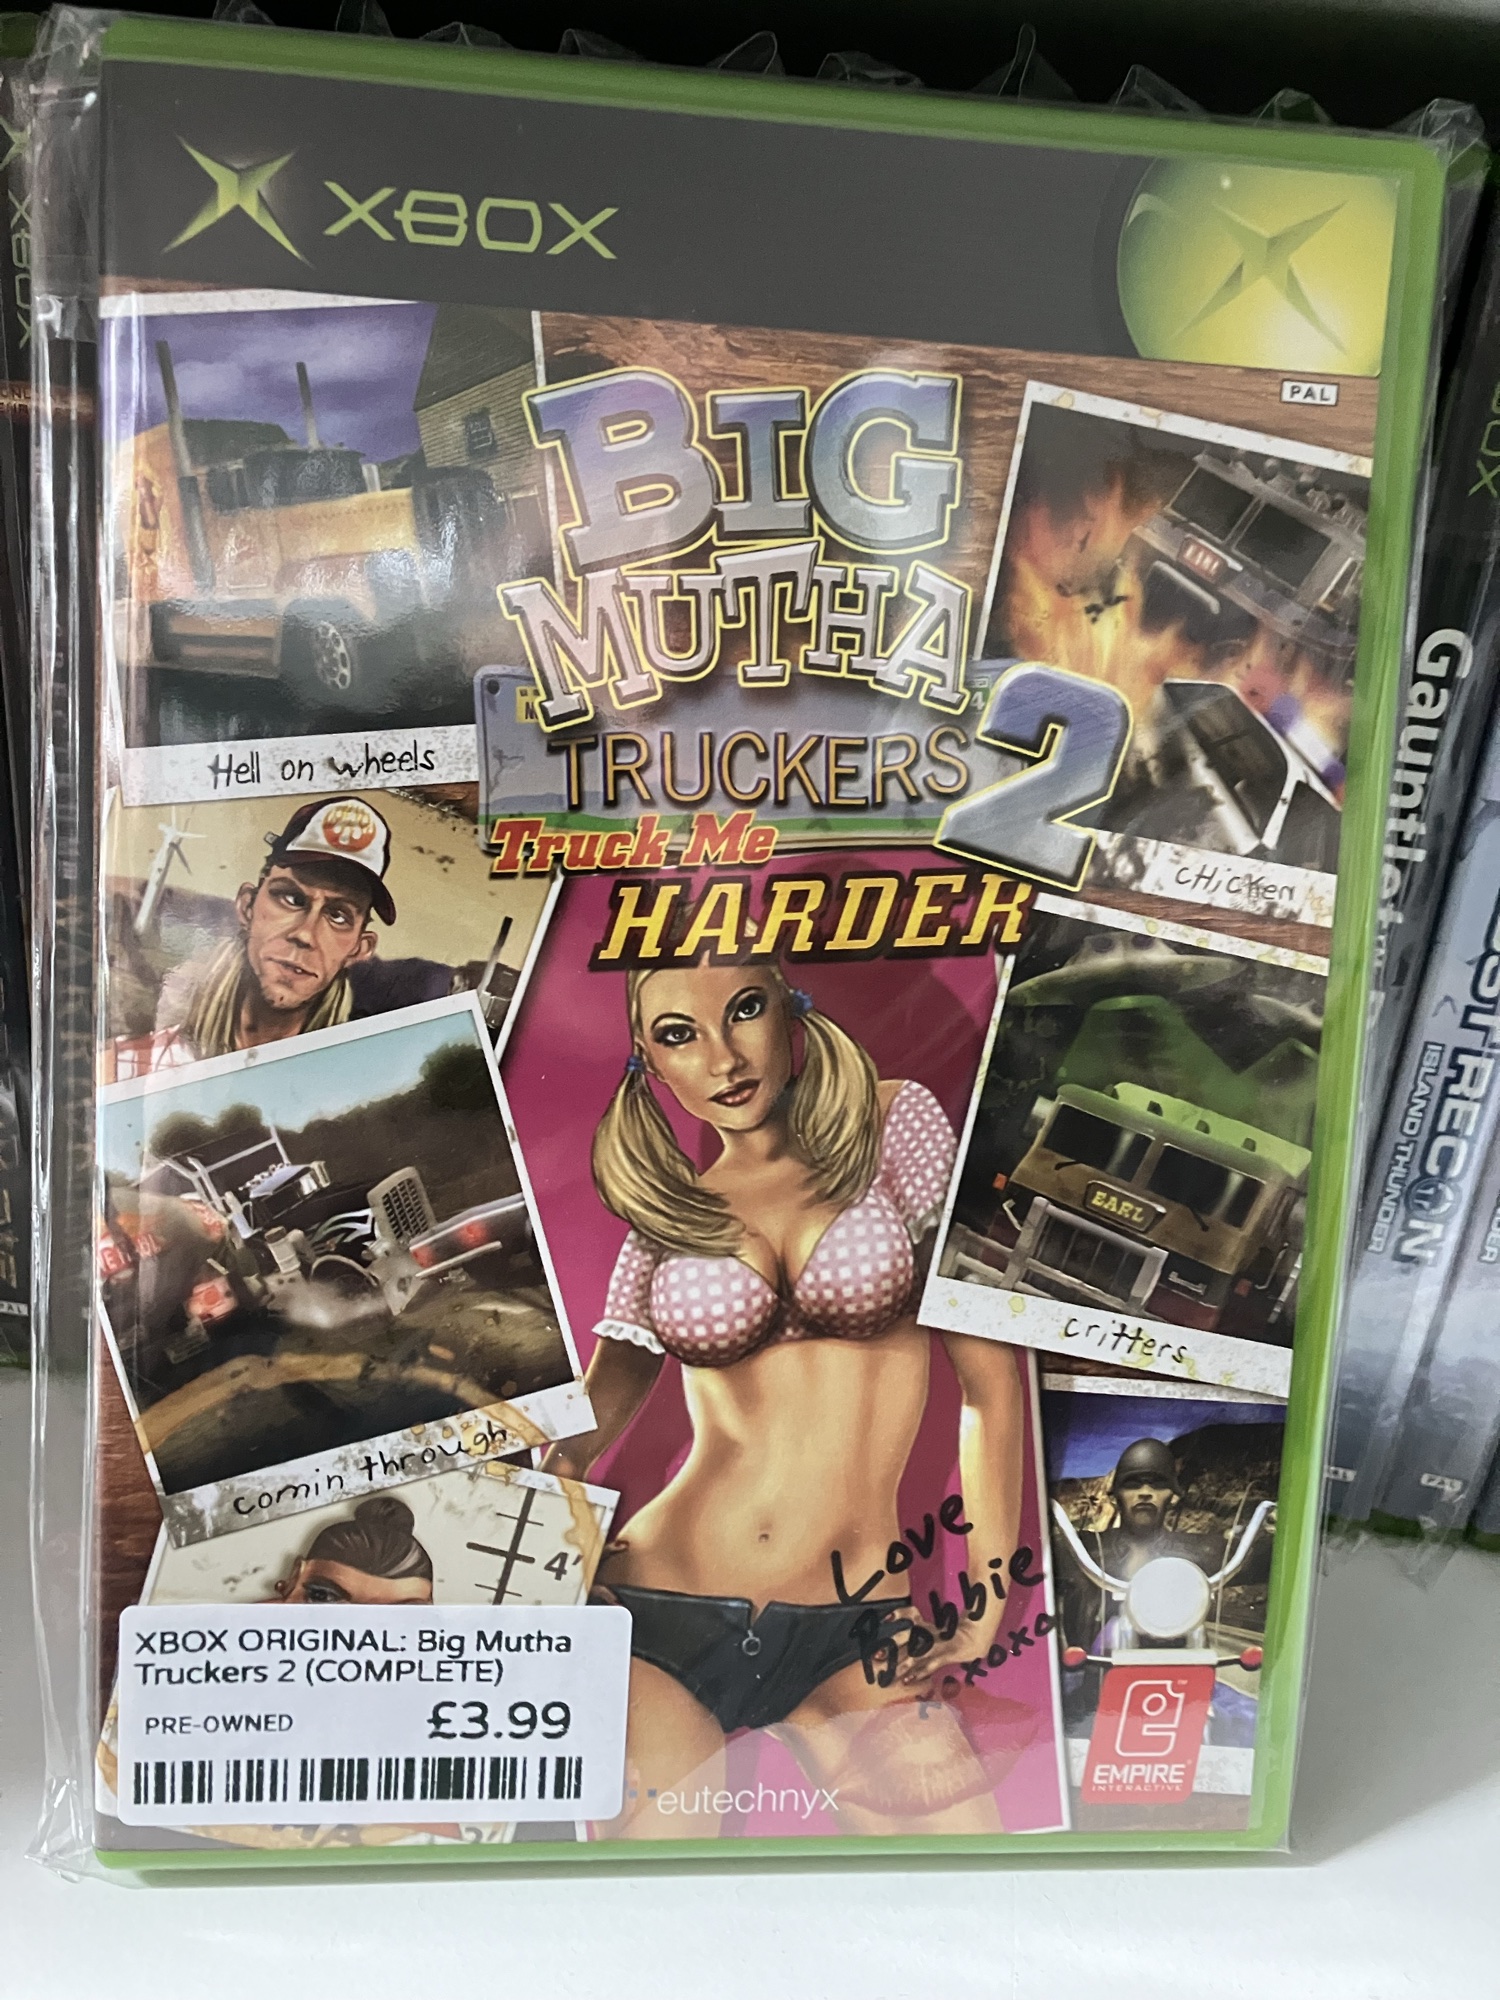 XBOX
PAL
BIG
MUTHA
TRUCKERS 2
Truck Me
HARDER
Hell on wheels
CHicKen
EARL
critters
comin through
4'
Love
Bobbie
xoxoxo
XBOX ORIGINAL: Big Mutha
Truckers 2 (COMPLETE)
PRE-OWNED
£3.99
eutechnyx
EMPIRE
INTERACTIVE
Gauntlet
RECON
ISLAND THUNDER
PAL
PAL